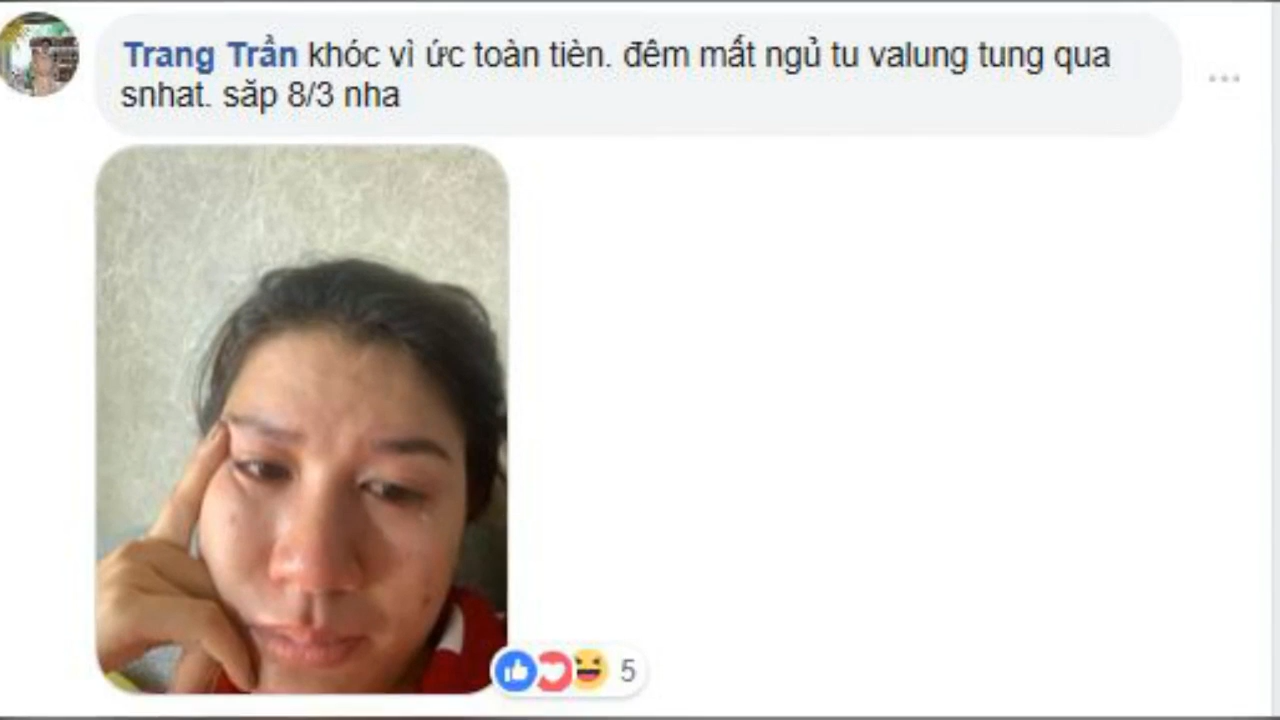 Trang Trần khóc vì ức toàn tièn. đêm mất ngủ tu valung tung qua
snhat. săp 8/3 nha
5